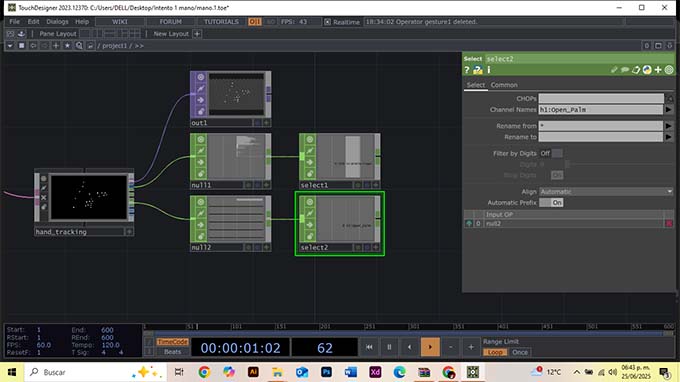 TouchDesigner 2023.12370: C:/Users/DELL/Desktop/Intento 1 mano/mano.1.toe*
File Edit Dialogs Help WIKI FORUM TUTORIALS OII 60 FPS: 43 Realtime 18:34:02 Operator gesture1 deleted.
Pane Layout New Layout +
/ project1 / >>
Select select2
out1
Select Common
CHOPs
Channel Names h1:Open_Palm
Rename from *
Rename to
null1
select1
Filter by Digits Off
Digits 0
Strip Digits On
Align Automatic
Automatic Prefix On
Input OP
0 null2
hand_tracking
null2
select2
1 51 101 151 201 251 301 351 401 451 501 551 600
Start: 1 End: 600
RStart: 1 REnd: 600
FPS: 60.0 Tempo: 120.0
ResetF: 1 T Sig: 4 4
TimeCode
Beats
00:00:01:02
62
Range Limit
Loop Once
Buscar
Ai
Ps
Xd
12°C
06:43 p. m.
25/06/2025